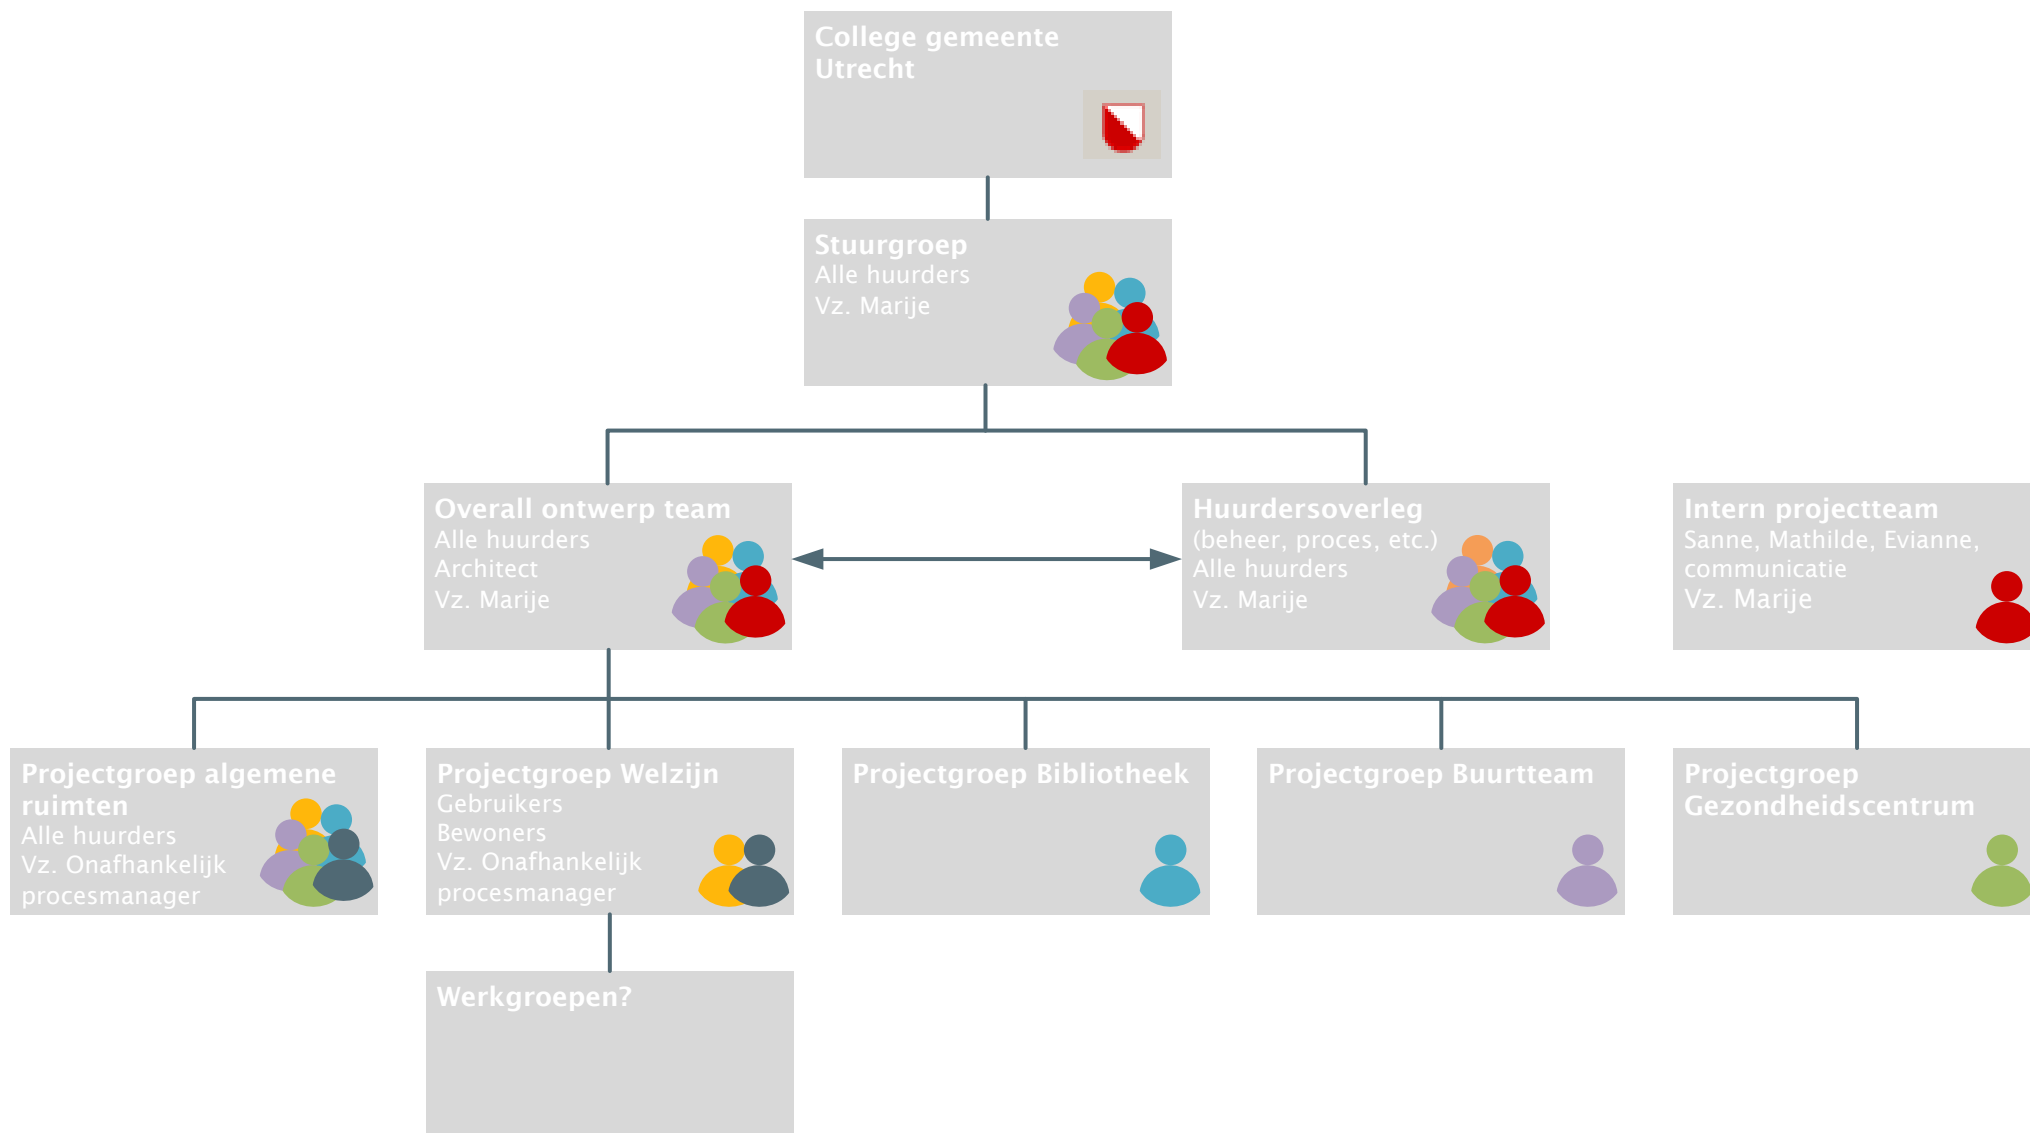 College gemeente
Utrecht
Stuurgroep
Alle huurders
Vz. Marije
Overall ontwerp team
Alle huurders
Architect
Vz. Marije
Huurdersoverleg
(beheer, proces, etc.)
Alle huurders
Vz. Marije
Intern projectteam
Sanne, Mathilde, Evianne,
communicatie
Vz. Marije
Projectgroep algemene
ruimten
Alle huurders
Vz. Onafhankelijk
procesmanager
Projectgroep Welzijn
Gebruikers
Bewoners
Vz. Onafhankelijk
procesmanager
Projectgroep Bibliotheek
Projectgroep Buurtteam
Projectgroep
Gezondheidscentrum
Werkgroepen?